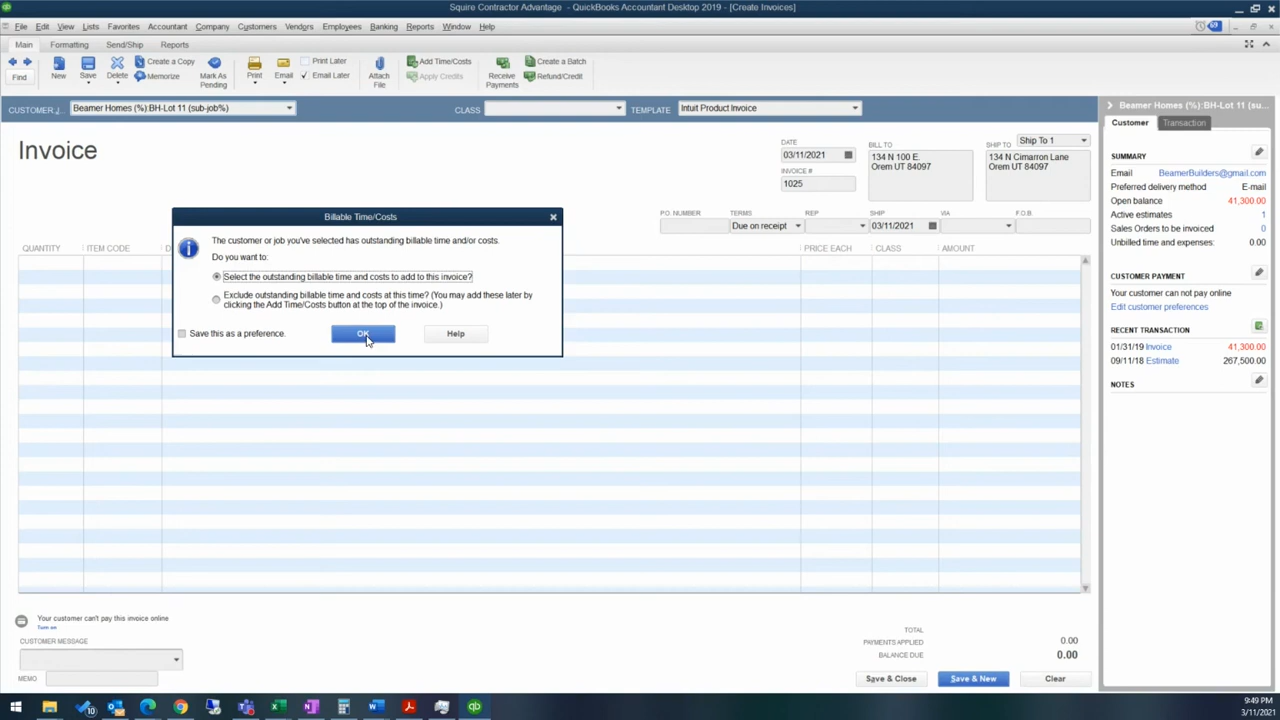 Squire Contractor Advantage - QuickBooks Accountant Desktop 2019 - [Create Invoices]
File Edit View Lists Favorites Accountant Company Customers Vendors Employees Banking Reports Window Help
Main Formatting Send/Ship Reports
Find
New
Save
Delete
Create a Copy
Memorize
Mark As
Pending
Print
Email
Print Later
Email Later
Attach
File
Add Time/Costs
Apply Credits
Receive
Payments
Create a Batch
Refund/Credit
CUSTOMER:J... Beamer Homes (%):BH-Lot 11 (sub-job%) CLASS TEMPLATE Intuit Product Invoice
Invoice
DATE
03/11/2021
INVOICE #
1025
BILL TO
134 N 100 E.
Orem UT 84097
SHIP TO Ship To 1
134 N Cimarron Lane
Orem UT 84097
P.O. NUMBER TERMS REP SHIP VIA F.O.B.
Due on receipt 03/11/2021
QUANTITY ITEM CODE D PRICE EACH CLASS AMOUNT
Billable Time/Costs
The customer or job you've selected has outstanding billable time and/or costs.
Do you want to:
Select the outstanding billable time and costs to add to this invoice?
Exclude outstanding billable time and costs at this time? (You may add these later by
clicking the Add Time/Costs button at the top of the invoice.)
Save this as a preference.
OK
Help
Your customer can't pay this invoice online
Turn on
CUSTOMER MESSAGE
MEMO
TOTAL
PAYMENTS APPLIED 0.00
BALANCE DUE 0.00
Save & Close Save & New Clear
Beamer Homes (%):BH-Lot 11 (su...
Customer Transaction
SUMMARY
Email BeamerBuilders@gmail.com
Preferred delivery method E-mail
Open balance 41,300.00
Active estimates 1
Sales Orders to be invoiced 0
Unbilled time and expenses: 0.00
CUSTOMER PAYMENT
Your customer can not pay online
Edit customer preferences
RECENT TRANSACTION
01/31/19 Invoice 41,300.00
09/11/18 Estimate 267,500.00
NOTES
9:49 PM
3/11/2021